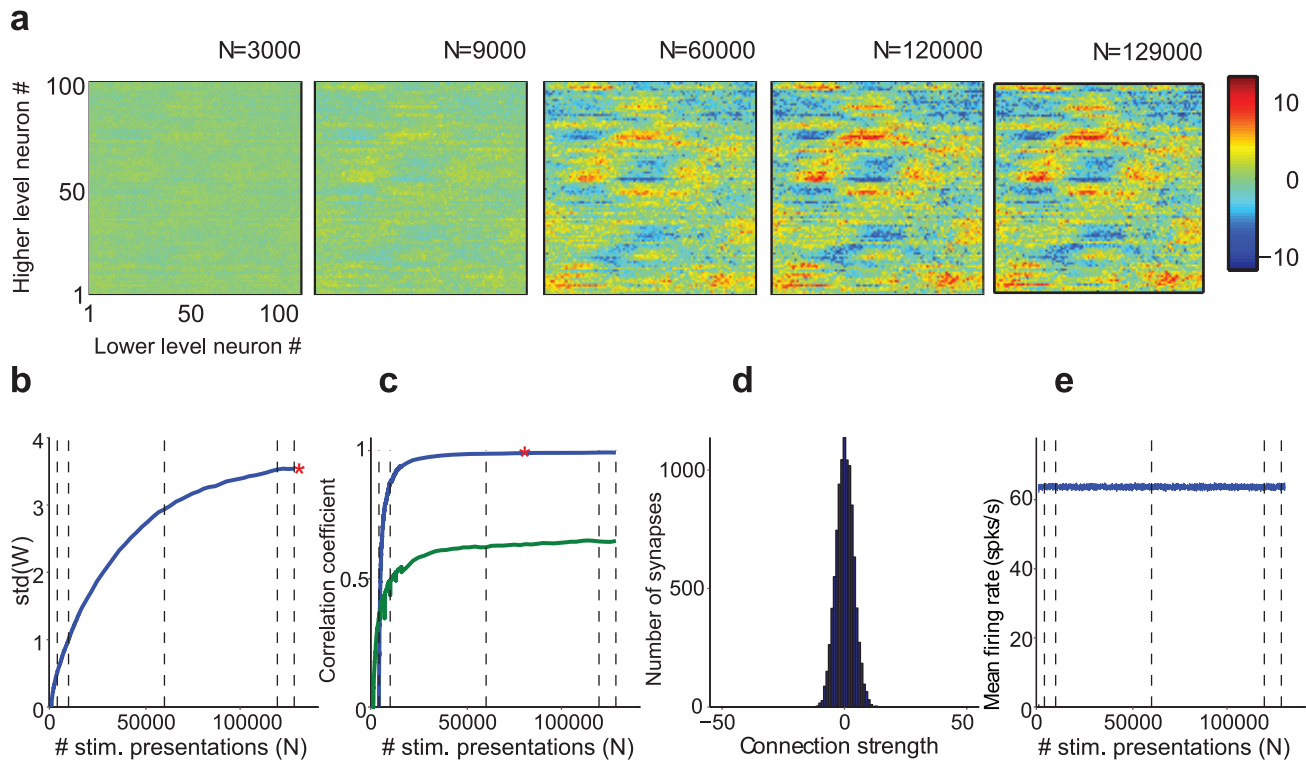 a
N=3000
N=9000
N=60000
N=120000
N=129000
Higher level neuron #
100
50
1
1
50
100
Lower level neuron #
10
0
−10
b
std(W)
4
3
2
1
0
0
50000
100000
# stim. presentations (N)
c
Correlation coefficient
1
0.5
0
50000
100000
# stim. presentations (N)
d
Number of synapses
1000
500
0
−50
0
50
Connection strength
e
Mean firing rate (spks/s)
60
40
20
0
0
50000
100000
# stim. presentations (N)